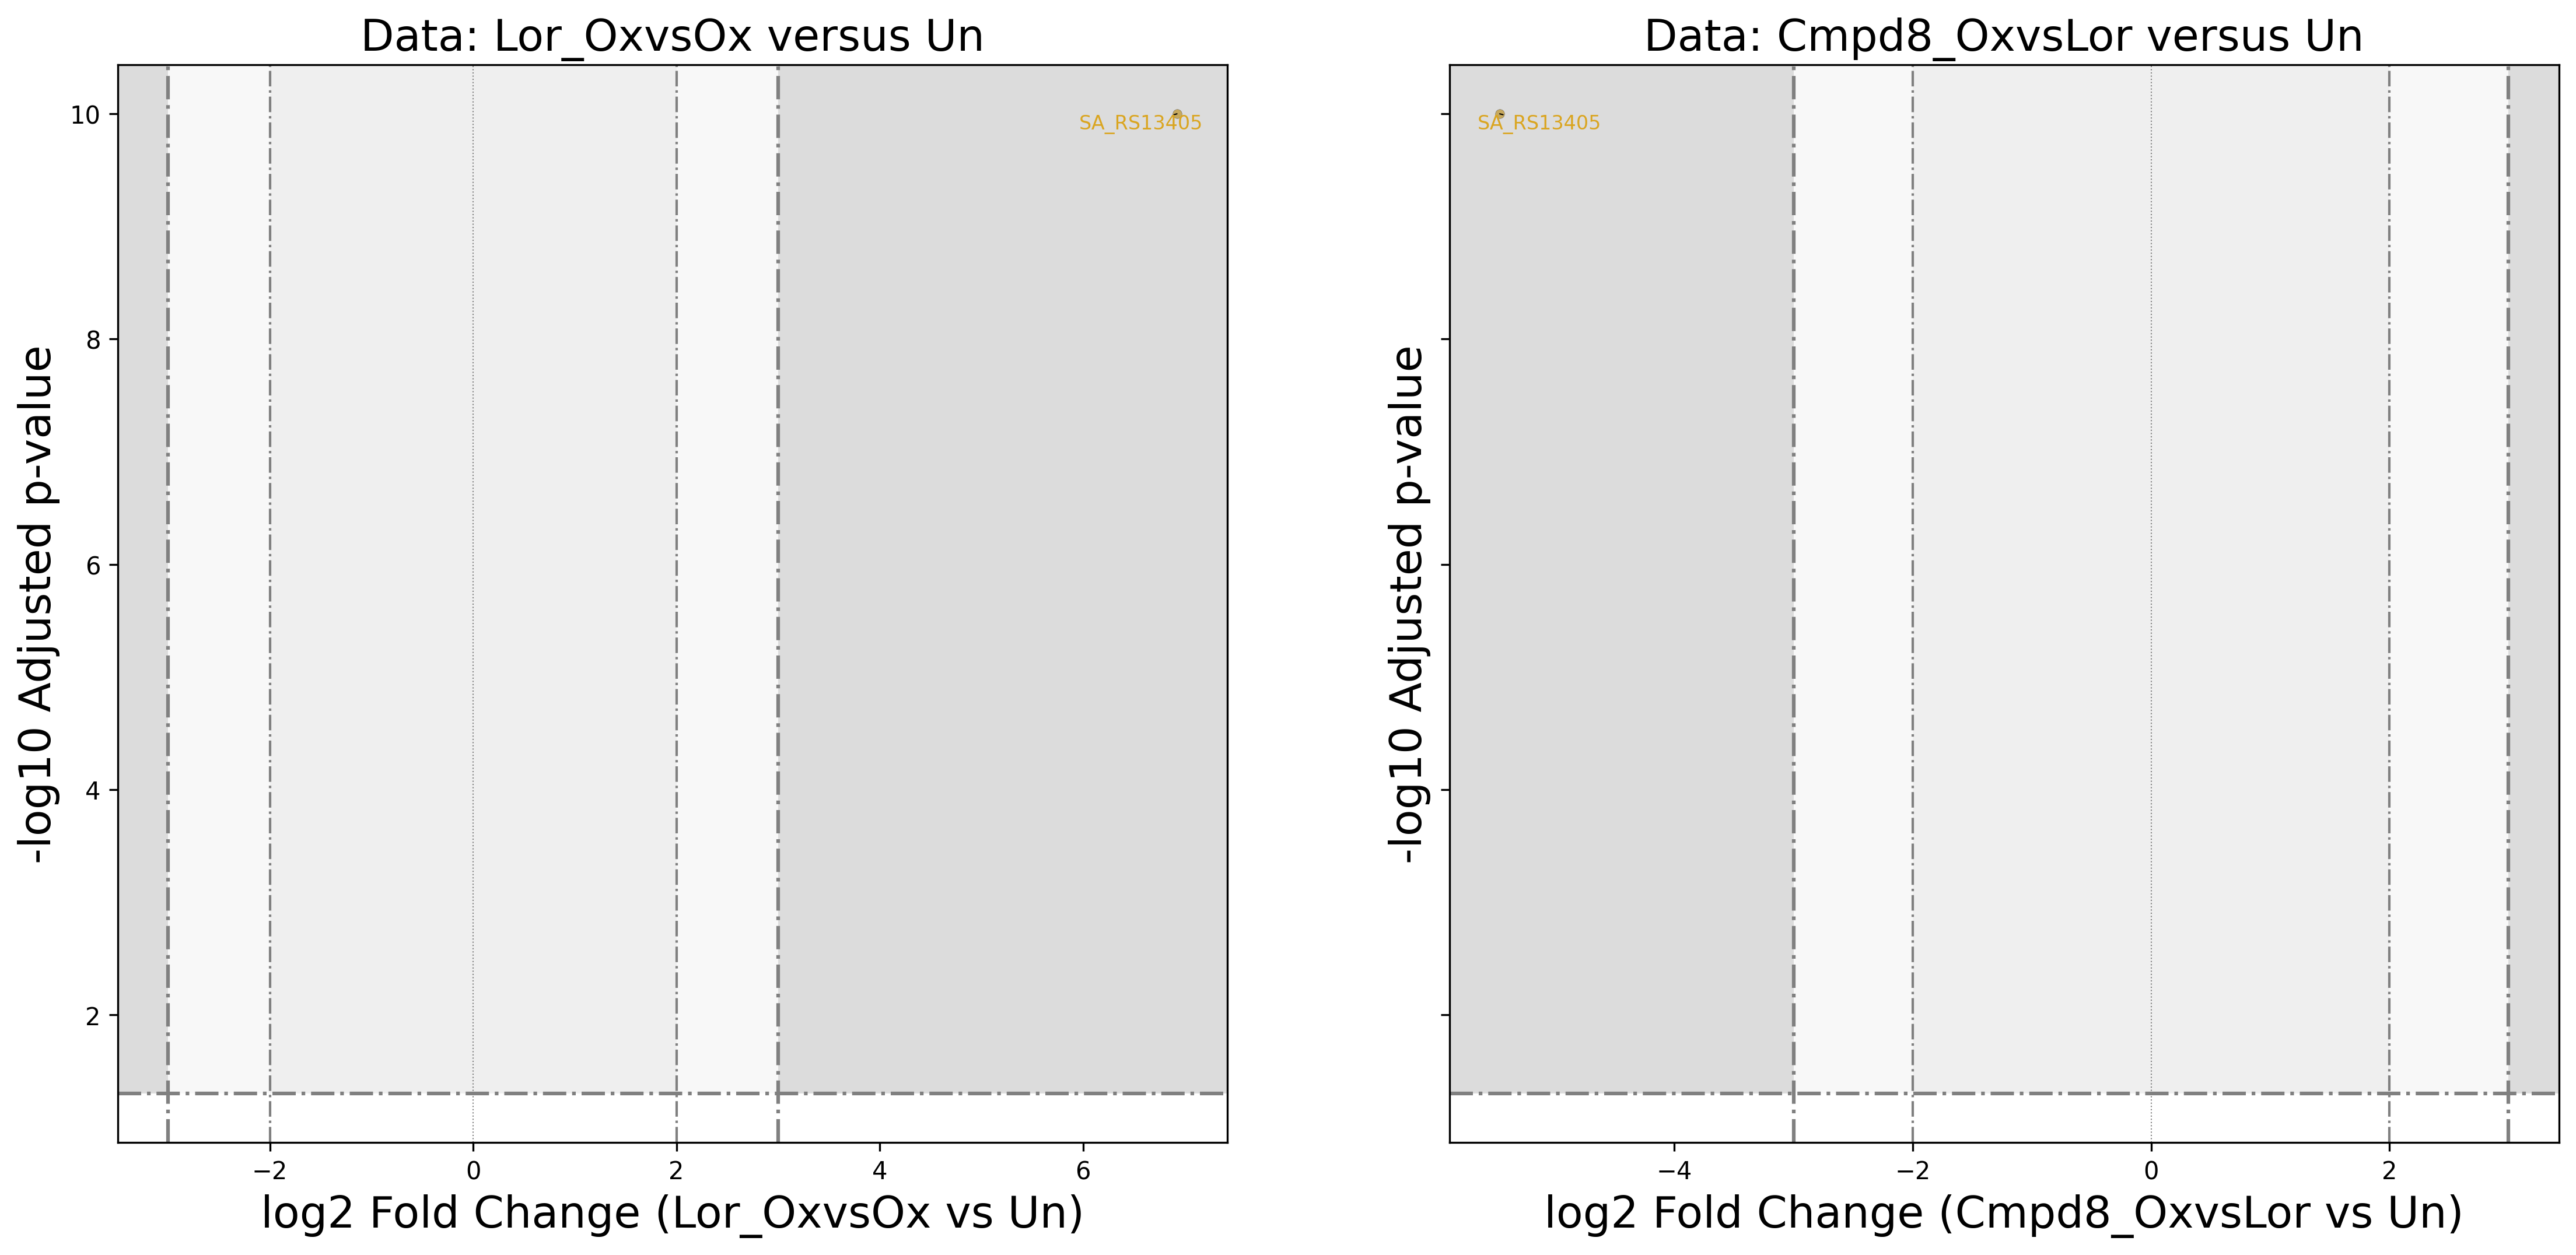 Data: Lor_OxvsOx versus Un
10
8
6
4
2
-log10 Adjusted p-value
SA_RS13405
−2 0 2 4 6
log2 Fold Change (Lor_OxvsOx vs Un)
Data: Cmpd8_OxvsLor versus Un
-log10 Adjusted p-value
SA_RS13405
−4 −2 0 2
log2 Fold Change (Cmpd8_OxvsLor vs Un)